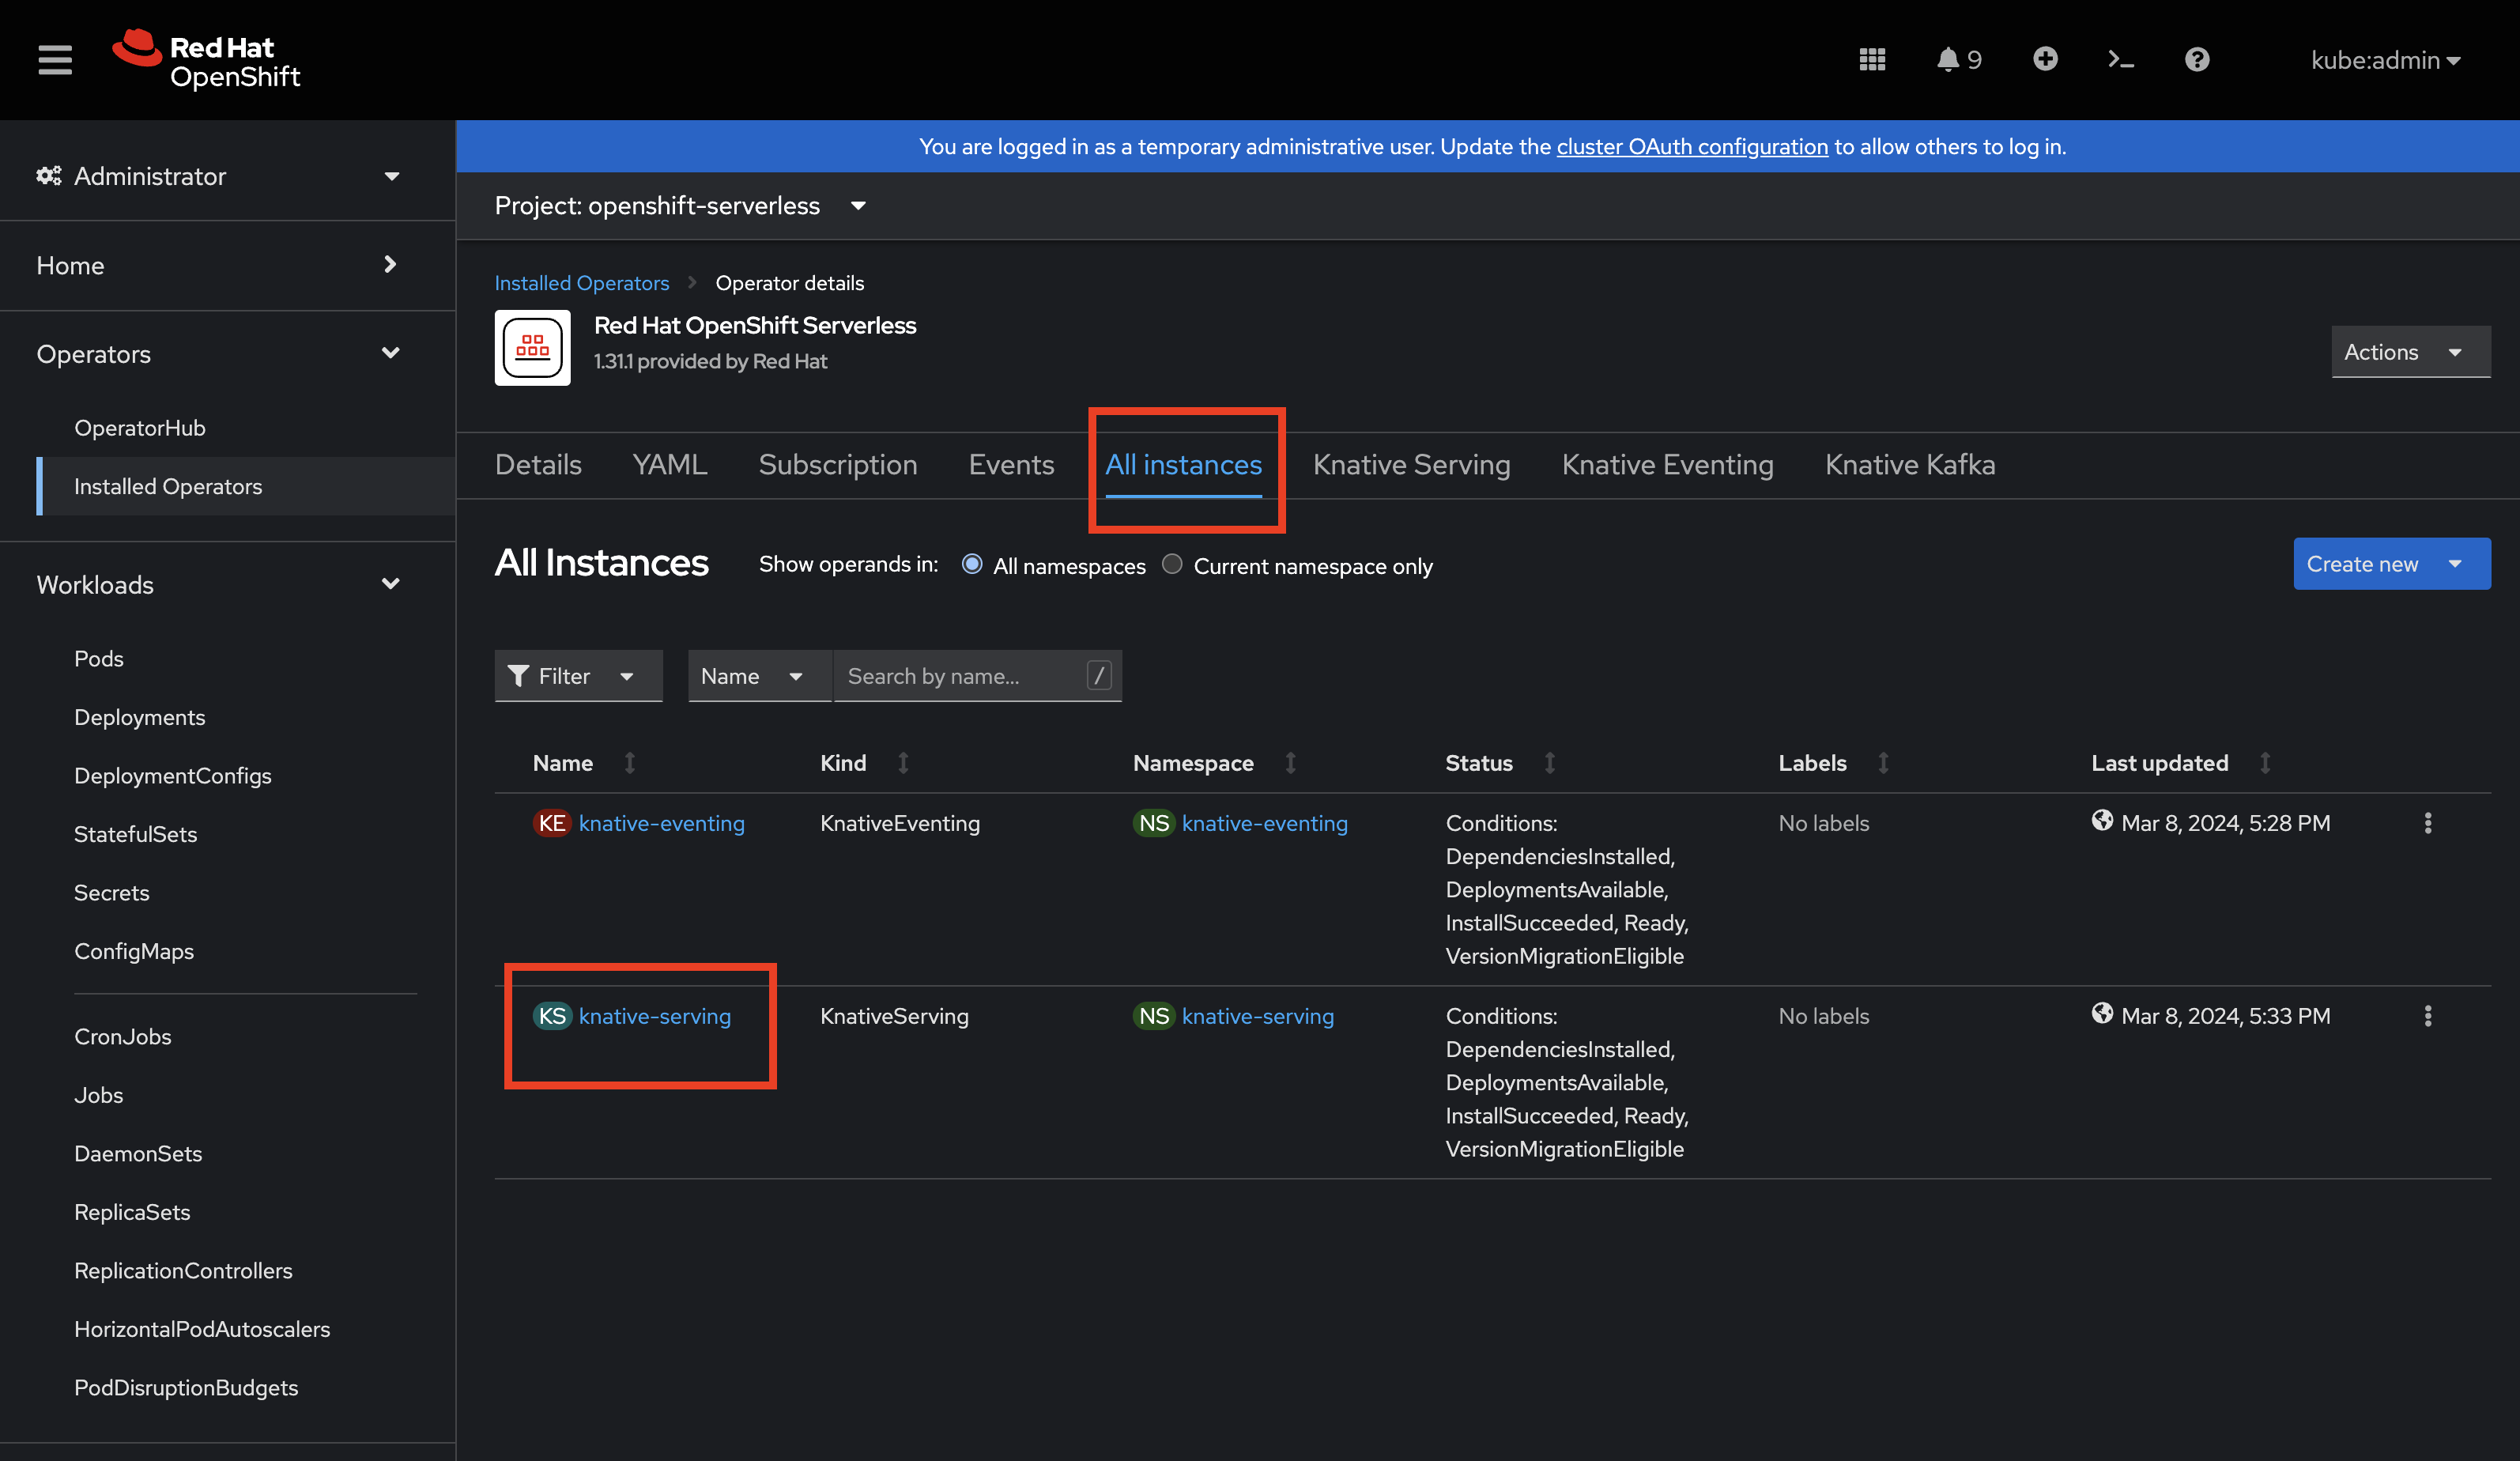 Red Hat
OpenShift
9
kube:admin
You are logged in as a temporary administrative user. Update the cluster OAuth configuration to allow others to log in.
Administrator
Home
Operators
OperatorHub
Installed Operators
Workloads
Pods
Deployments
DeploymentConfigs
StatefulSets
Secrets
ConfigMaps
CronJobs
Jobs
DaemonSets
ReplicaSets
ReplicationControllers
HorizontalPodAutoscalers
PodDisruptionBudgets
Project: openshift-serverless
Installed Operators Operator details
Red Hat OpenShift Serverless
1.31.1 provided by Red Hat
Actions
Details YAML Subscription Events All instances Knative Serving Knative Eventing Knative Kafka
All Instances Show operands in: All namespaces Current namespace only Create new
Filter Name Search by name... /
Name Kind Namespace Status Labels Last updated
KE knative-eventing KnativeEventing NS knative-eventing Conditions: No labels Mar 8, 2024, 5:28 PM
DependenciesInstalled,
DeploymentsAvailable,
InstallSucceeded, Ready,
VersionMigrationEligible
KS knative-serving KnativeServing NS knative-serving Conditions: No labels Mar 8, 2024, 5:33 PM
DependenciesInstalled,
DeploymentsAvailable,
InstallSucceeded, Ready,
VersionMigrationEligible